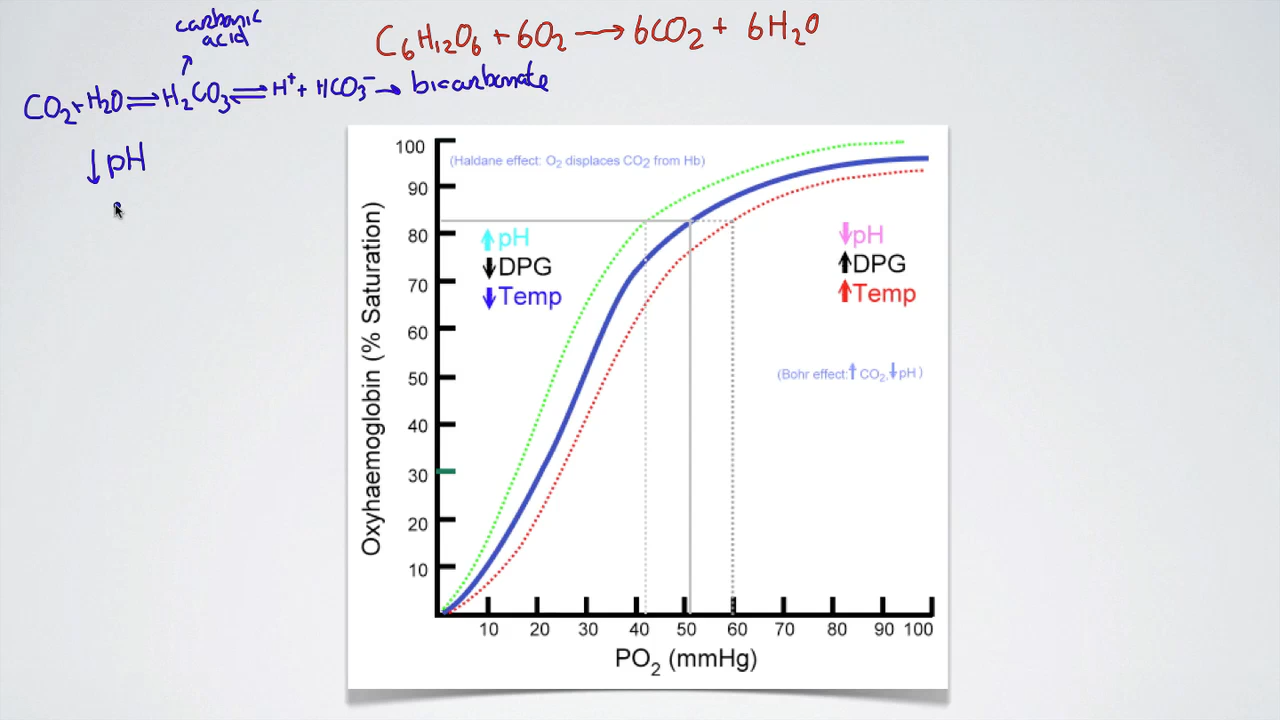 carbonic
acid
C₆H₁₂O₆ + 6O₂ → 6CO₂ + 6H₂O
CO₂ + H₂O ⇌ H₂CO₃ ⇌ H⁺ + HCO₃⁻ → bicarbonate
↓ pH
(Haldane effect: O₂ displaces CO₂ from Hb)
↑ pH
↓ DPG
↓ Temp
↓ pH
↑ DPG
↑ Temp
(Bohr effect: ↑ CO₂, ↓ pH)
Oxyhaemoglobin (% Saturation)
100
90
80
70
60
50
40
30
20
10
10 20 30 40 50 60 70 80 90 100
PO₂ (mmHg)